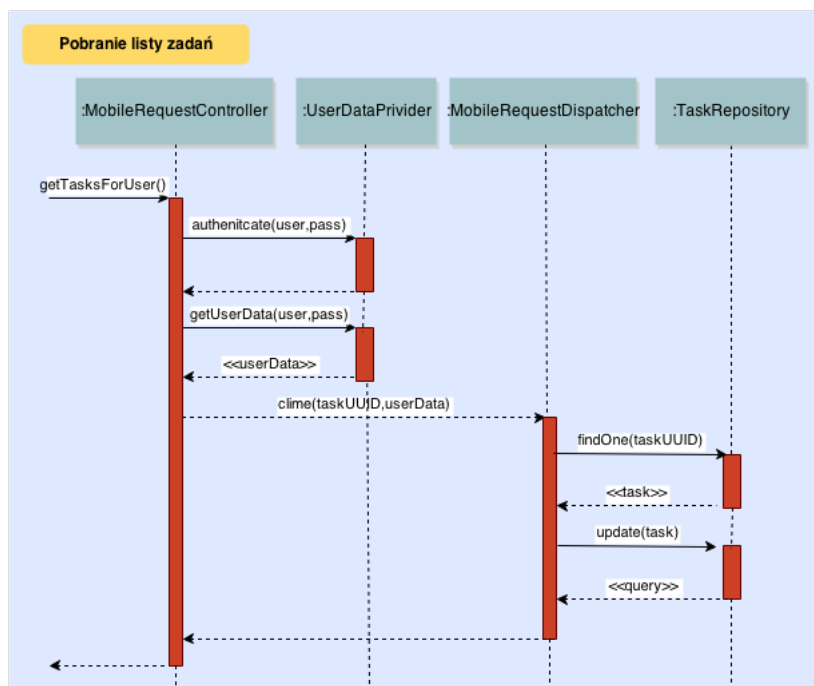 Pobranie listy zadań
:MobileRequestController
:UserDataPrivider
:MobileRequestDispatcher
:TaskRepository
getTasksForUser()
authenitcate(user,pass)
getUserData(user,pass)
<<userData>>
clime(taskUUID,userData)
findOne(taskUUID)
<<task>>
update(task)
<<query>>